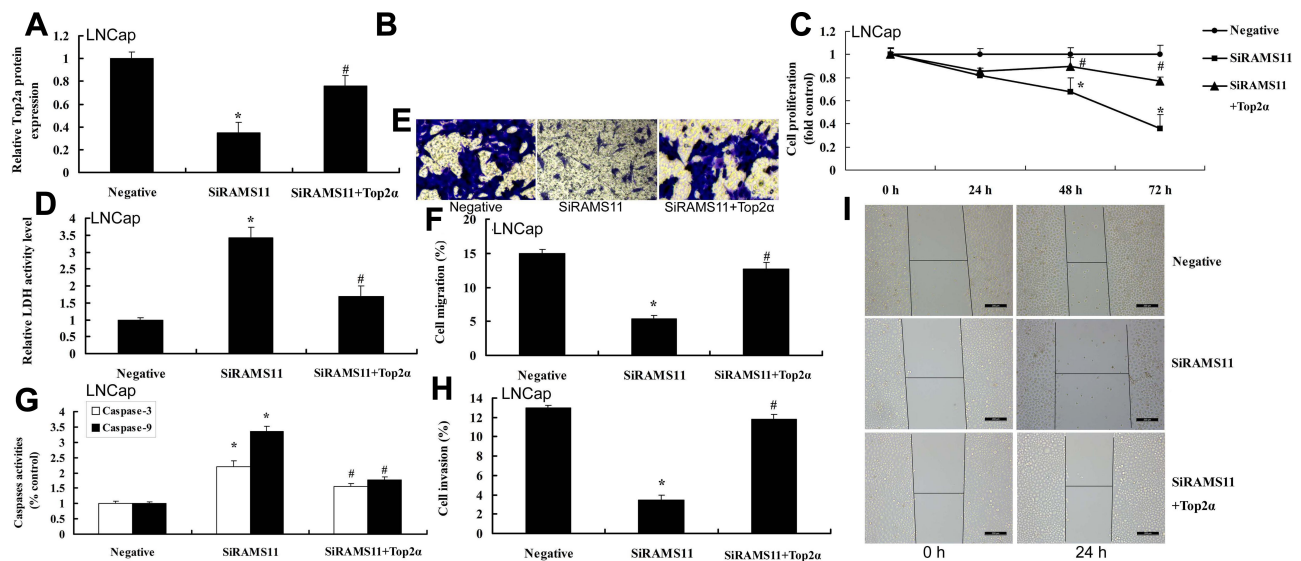 A
LNCap
Relative Top2a protein
expression
1.2
1
0.8
0.6
0.4
0.2
0
*
#
Negative
SiRAMS11
SiRAMS11+Top2α
B
E
Negative
SiRAMS11
SiRAMS11+Top2α
C
LNCap
Cell proliferation
(fold control)
1.2
1
0.8
0.6
0.4
0.2
0
#
*
#
*
0 h
24 h
48 h
72 h
Negative
SiRAMS11
SiRAMS11
+Top2α
D
LNCap
Relative LDH activity level
4
3.5
3
2.5
2
1.5
1
0.5
0
*
#
Negative
SiRAMS11
SiRAMS11+Top2α
F
LNCap
Cell migration (%)
20
15
10
5
0
*
#
Negative
SiRAMS11
SiRAMS11+Top2α
G
LNCap
Caspases activities
(% control)
4
3.5
3
2.5
2
1.5
1
0.5
0
Caspase-3
Caspase-9
*
*
#
#
Negative
SiRAMS11
SiRAMS11+Top2α
H
LNCap
Cell invasion (%)
14
12
10
8
6
4
2
0
*
#
Negative
SiRAMS11
SiRAMS11+Top2α
I
Negative
SiRAMS11
SiRAMS11
+Top2α
0 h
24 h